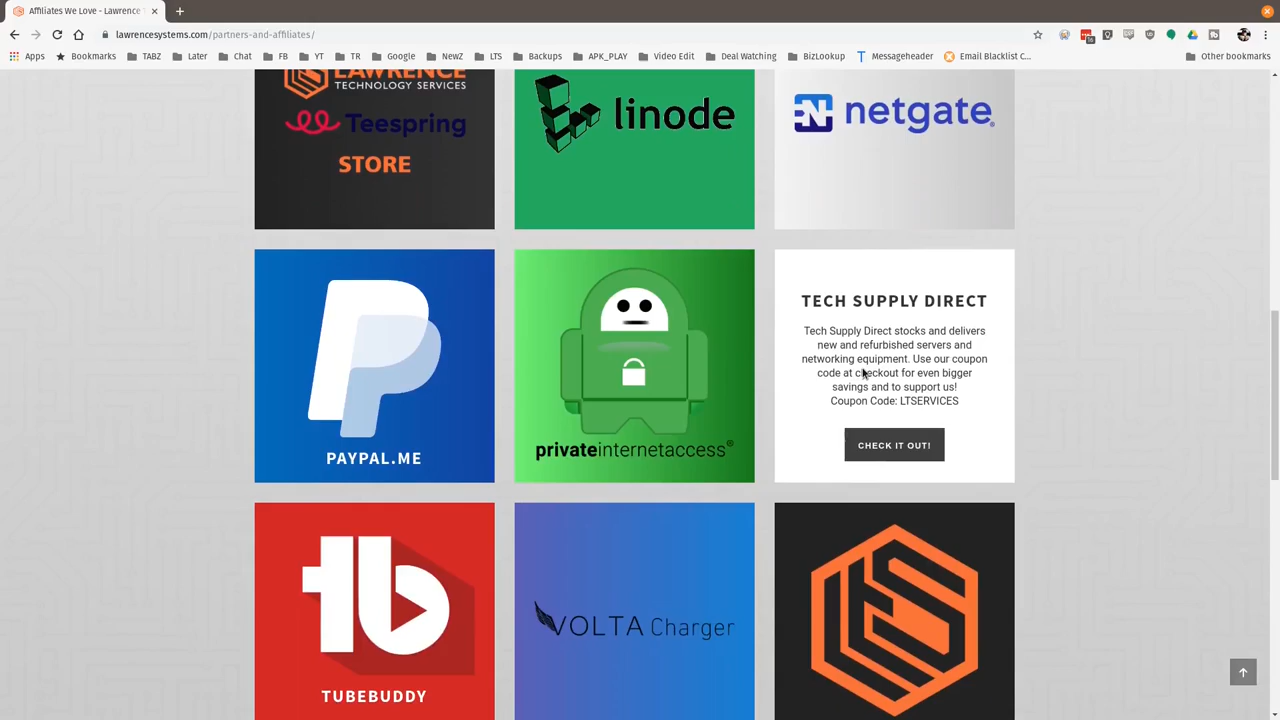 Affiliates We Love - Lawrence T
lawrencesystems.com/partners-and-affiliates/
Apps Bookmarks TABZ Later Chat FB YT TR Google NewZ LTS Backups APK_PLAY Video Edit Deal Watching BizLookup Messageheader Email Blacklist C... Other bookmarks
LAWRENCE
TECHNOLOGY SERVICES
Teespring
STORE
linode
netgate®
PAYPAL.ME
privateinternetaccess®
TECH SUPPLY DIRECT
Tech Supply Direct stocks and delivers
new and refurbished servers and
networking equipment. Use our coupon
code at checkout for even bigger
savings and to support us!
Coupon Code: LTSERVICES
CHECK IT OUT!
tb
TUBEBUDDY
VOLTA Charger